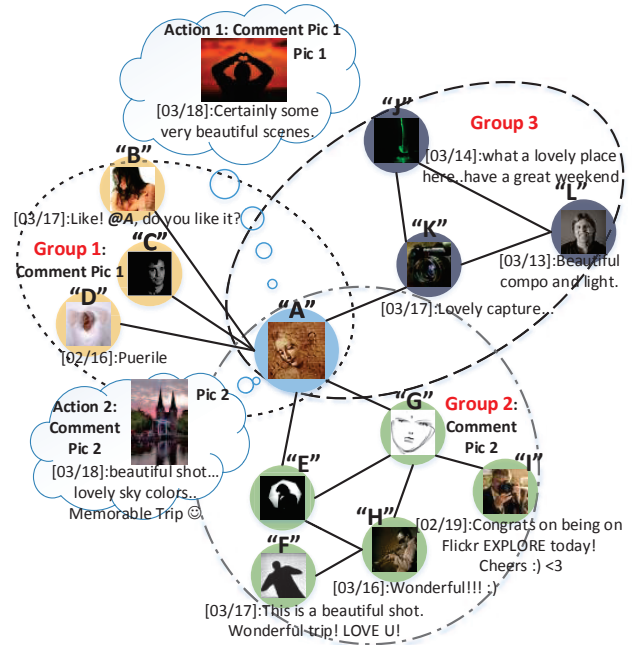 Action 1: Comment Pic 1
Pic 1
[03/18]:Certainly some
very beautiful scenes.
“J”
Group 3
[03/14]:what a lovely place
here..have a great weekend
“B”
[03/17]:Like! @A, do you like it?
“L”
“K”
[03/13]:Beautiful
compo and light.
[03/17]:Lovely capture...
Group 1:
Comment Pic 1
“C”
“D”
[02/16]:Puerile
“A”
Action 2:
Comment
Pic 2
Pic 2
[03/18]:beautiful shot...
lovely sky colors..
Memorable Trip ☺
“G”
Group 2:
Comment
Pic 2
“E”
“I”
“H”
[02/19]:Congrats on being on
Flickr EXPLORE today!
Cheers :) <3
“F”
[03/16]:Wonderful!!! :)
[03/17]:This is a beautiful shot.
Wonderful trip! LOVE U!